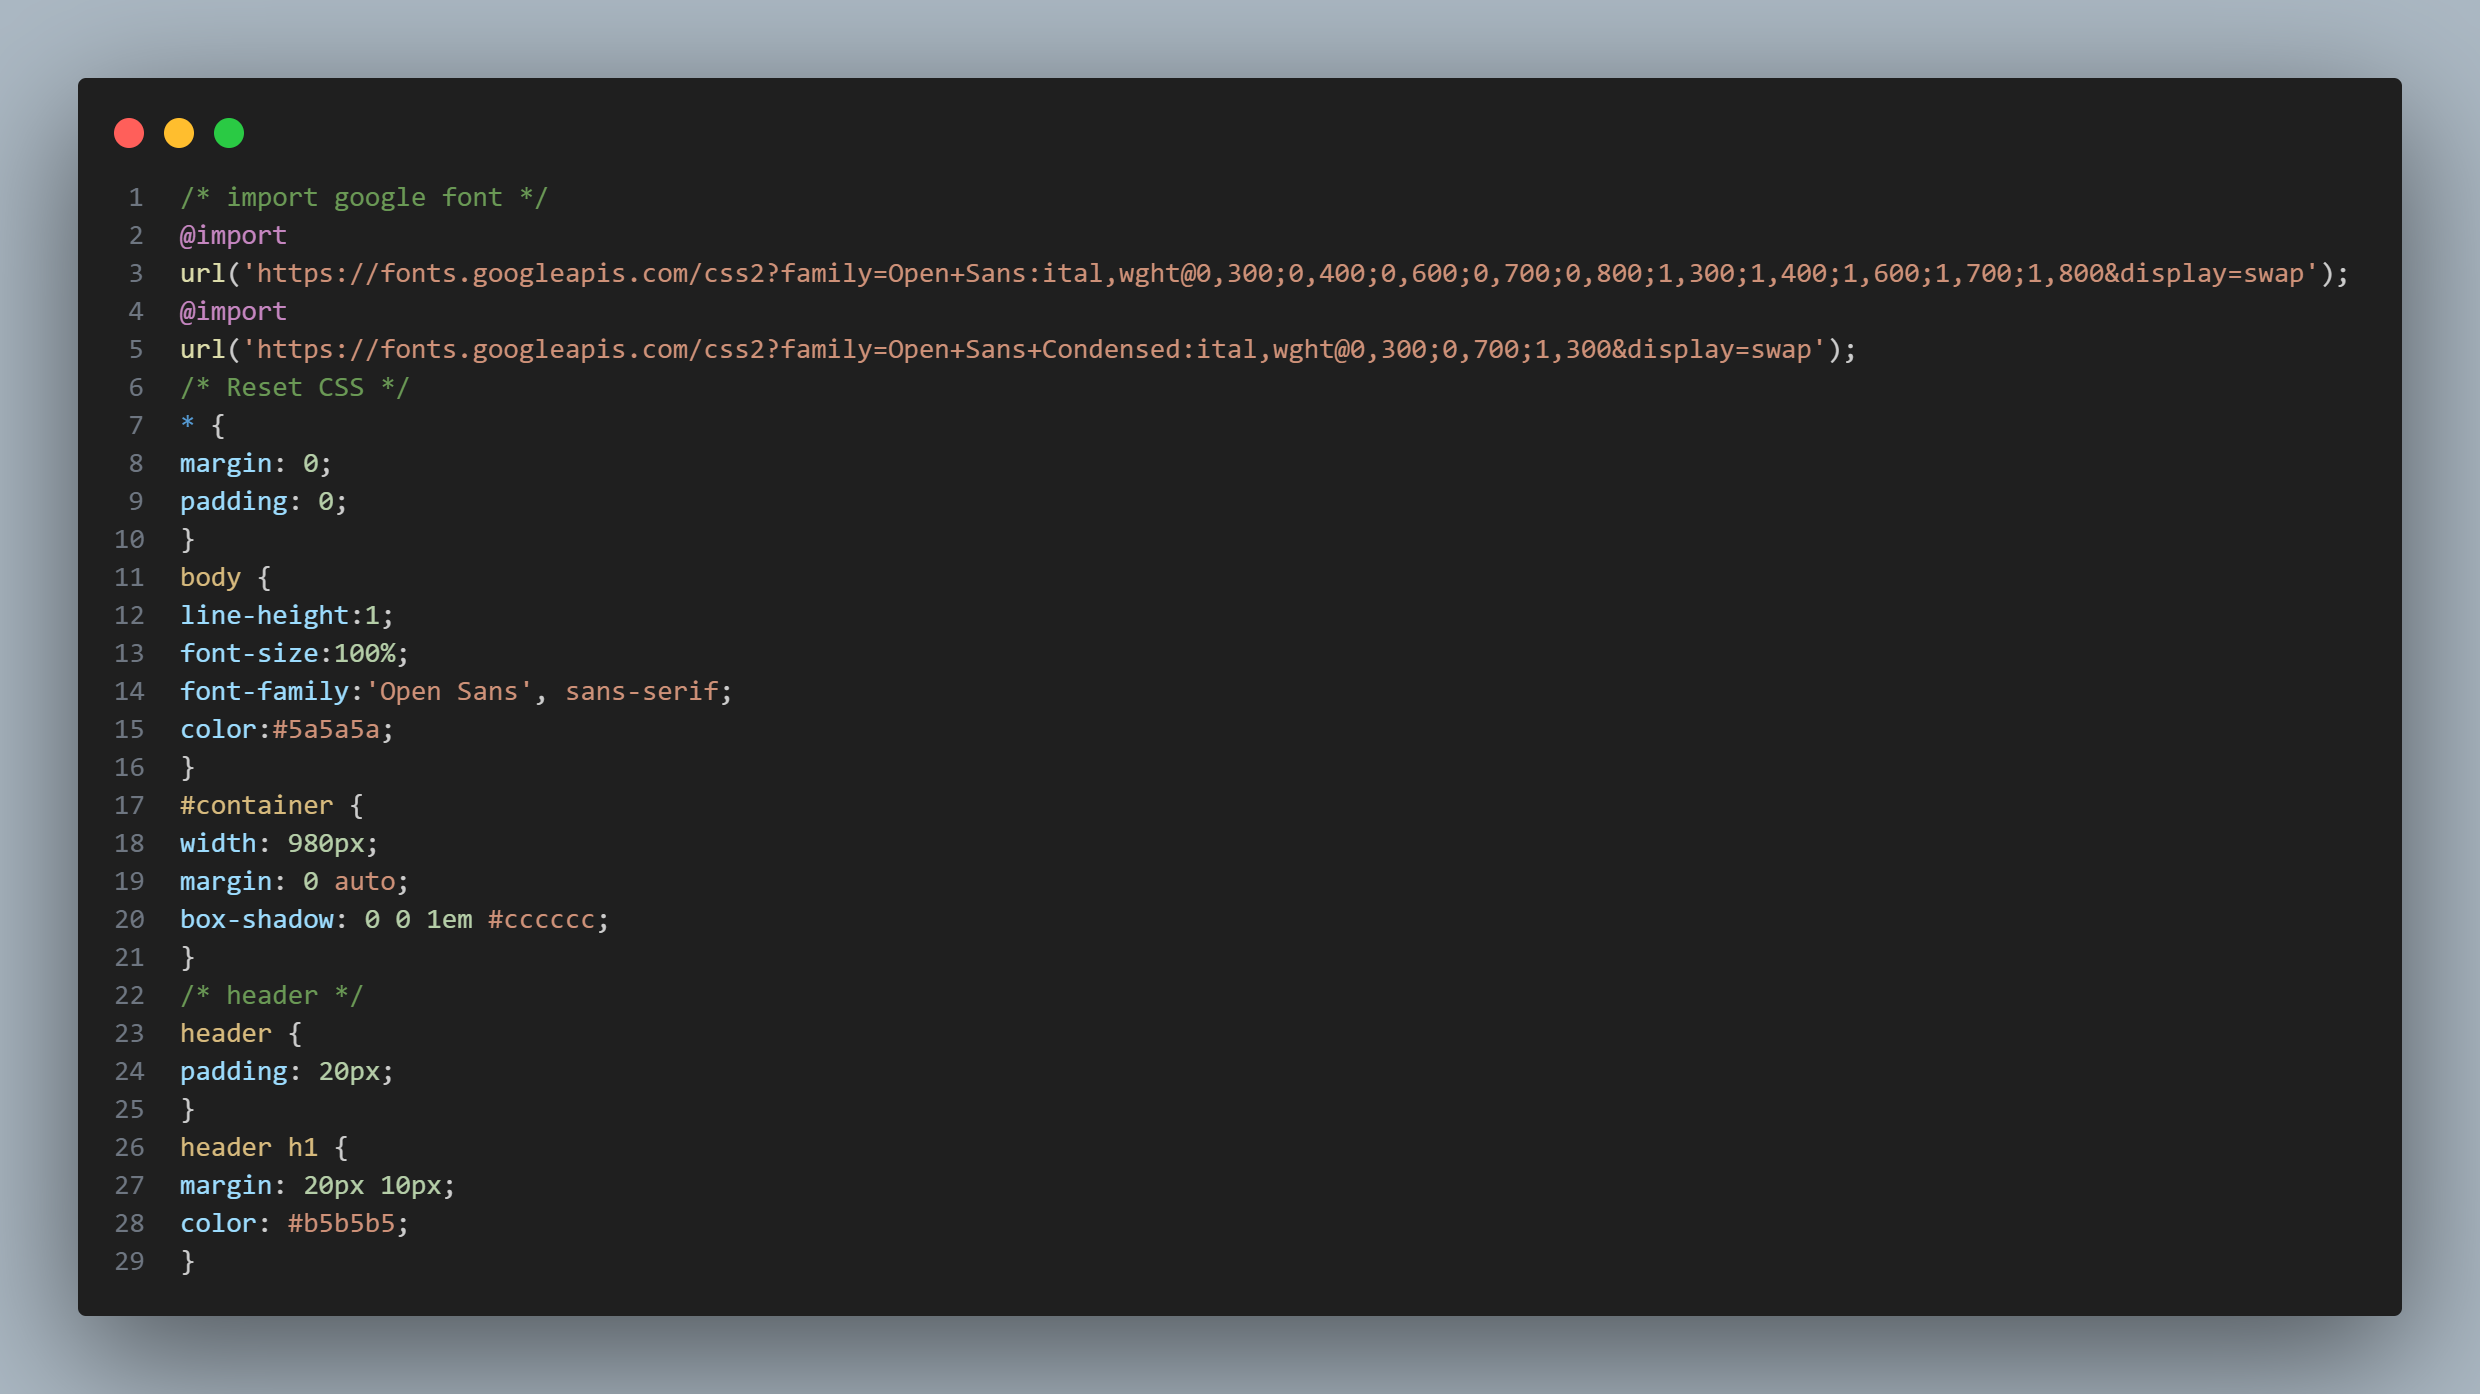 1 /* import google font */
2 @import
3 url('https://fonts.googleapis.com/css2?family=Open+Sans:ital,wght@0,300;0,400;0,600;0,700;0,800;1,300;1,400;1,600;1,700;1,800&display=swap');
4 @import
5 url('https://fonts.googleapis.com/css2?family=Open+Sans+Condensed:ital,wght@0,300;0,700;1,300&display=swap');
6 /* Reset CSS */
7 * {
8 margin: 0;
9 padding: 0;
10 }
11 body {
12 line-height:1;
13 font-size:100%;
14 font-family:'Open Sans', sans-serif;
15 color:#5a5a5a;
16 }
17 #container {
18 width: 980px;
19 margin: 0 auto;
20 box-shadow: 0 0 1em #cccccc;
21 }
22 /* header */
23 header {
24 padding: 20px;
25 }
26 header h1 {
27 margin: 20px 10px;
28 color: #b5b5b5;
29 }